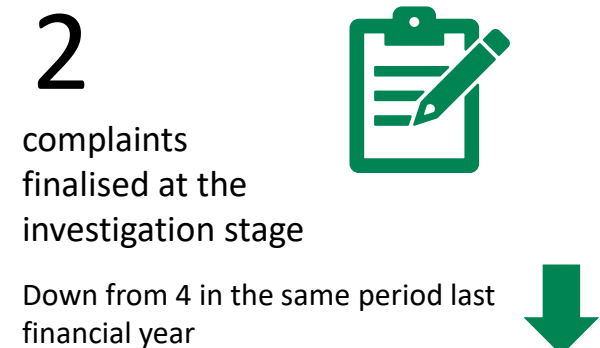 2
complaints
finalised at the
investigation stage
Down from 4 in the same period last
financial year